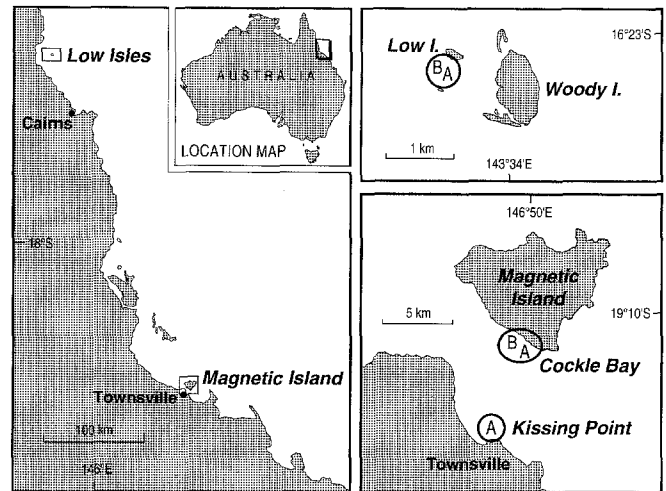 Low Isles
Cairns
18°S
Magnetic Island
Townsville
100 km
146°E
AUSTRALIA
LOCATION MAP
16°23'S
Low I.
B A
Woody I.
1 km
143°34'E
146°50'E
Magnetic
Island
5 km
19°10'S
B A
Cockle Bay
A Kissing Point
Townsville